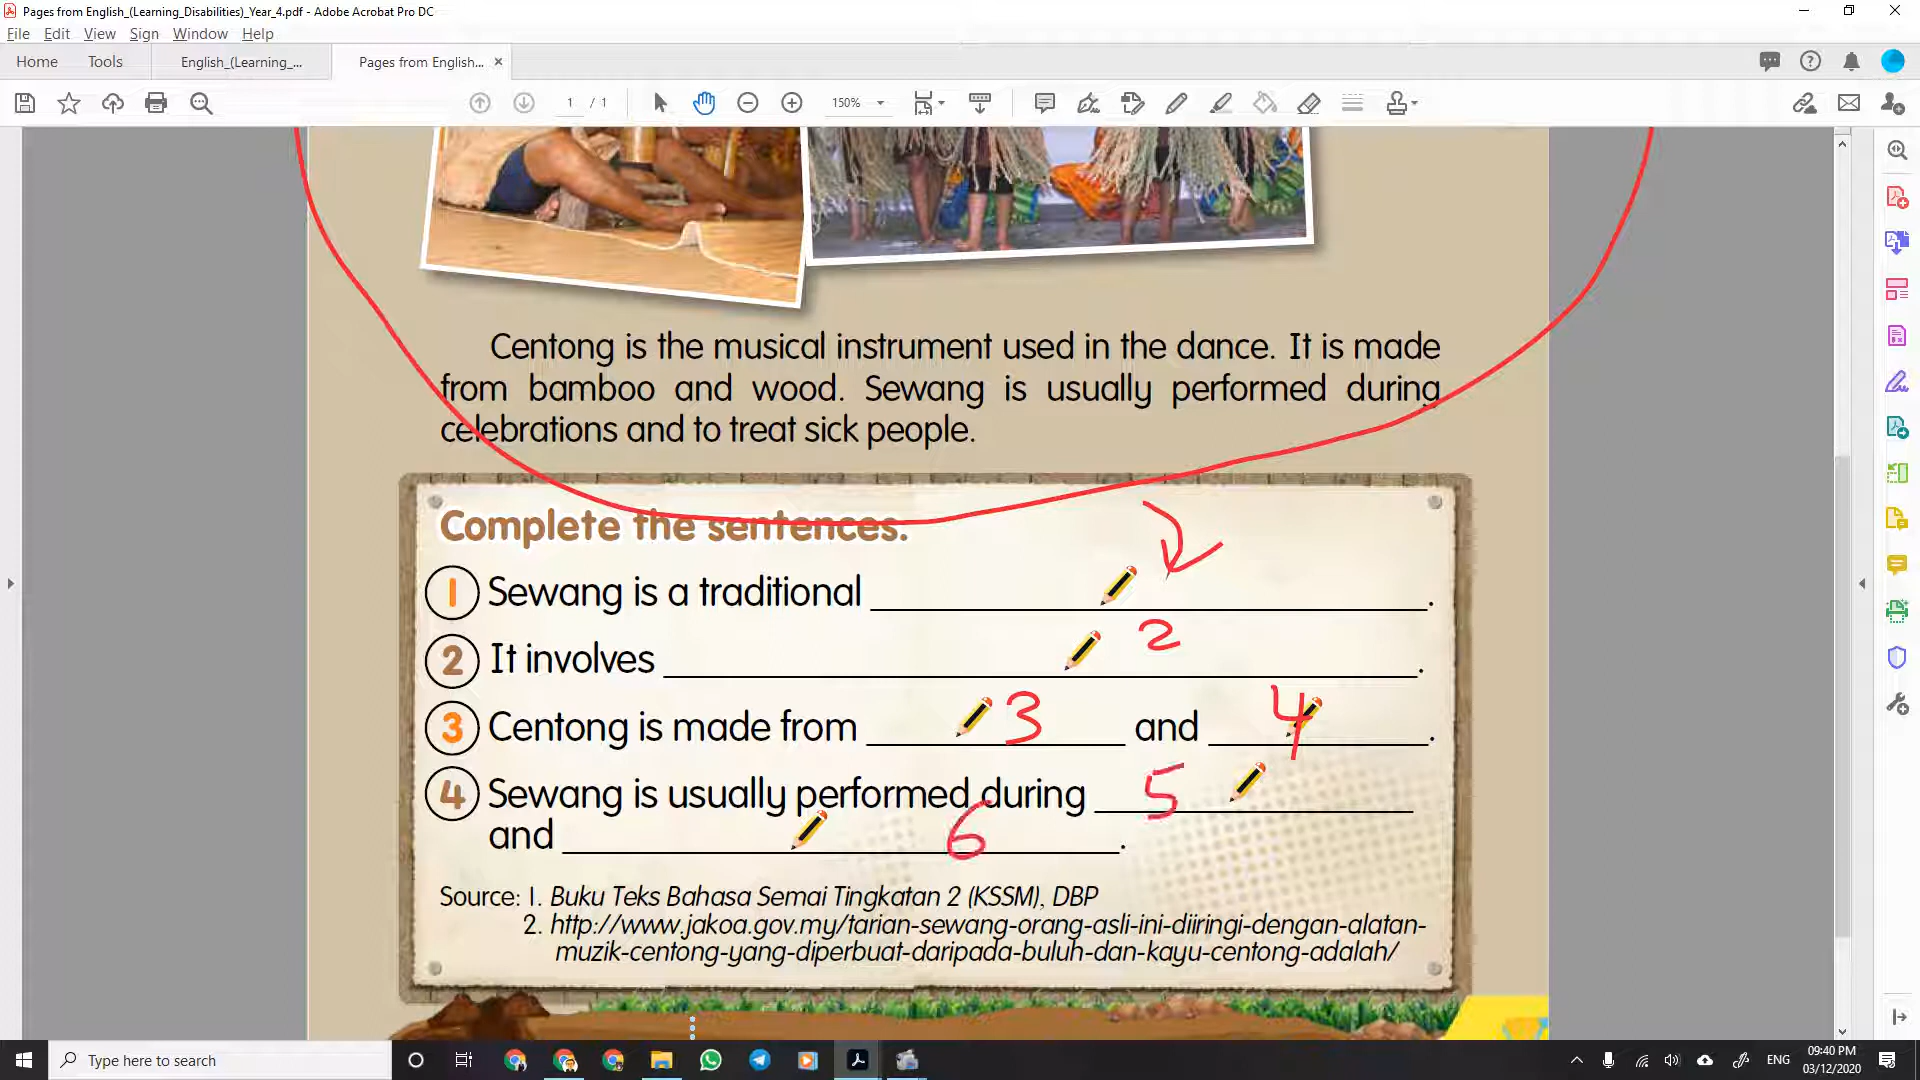 Pages from English_(Learning_Disabilities)_Year_4.pdf - Adobe Acrobat Pro DC
File Edit View Sign Window Help
Home Tools English_(Learning_... Pages from English... ×
1 / 1 150%
Centong is the musical instrument used in the dance. It is made
from bamboo and wood. Sewang is usually performed during
celebrations and to treat sick people.
Complete the sentences.
1 Sewang is a traditional ____.
2 It involves ____. 2
3 Centong is made from ____ 3 and ____ 4.
4 Sewang is usually performed during ____ 5
and ____ 6.
Source: 1. Buku Teks Bahasa Semai Tingkatan 2 (KSSM), DBP
2. http://www.jakoa.gov.my/tarian-sewang-orang-asli-ini-diiringi-dengan-alatan-
muzik-centong-yang-diperbuat-daripada-buluh-dan-kayu-centong-adalah/
Type here to search
ENG
09:40 PM
03/12/2020